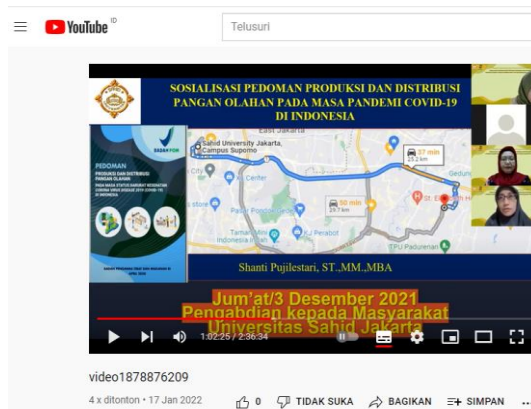 YouTube ID
Telusuri
SOSIALISASI PEDOMAN PRODUKSI DAN DISTRIBUSI
PANGAN OLAHAN PADA MASA PANDEMI COVID-19
DI INDONESIA
East Jakarta
Sahid University Jakarta,
Campus Supomo
37 min
15.2 km
50 min
PEDOMAN
PRODUKSI DAN DISTRIBUSI
PANGAN OLAHAN
TPU Padurenan
Shanti Pujilestari, ST.,MM.,MBA
Jum'at/3 Desember 2021
Pengabdian kepada Masyarakat
Universitas Sahid Jakarta
1:02:25 / 2:36:34
video1878876209
4 x ditonton • 17 Jan 2022
0
TIDAK SUKA
BAGIKAN
SIMPAN